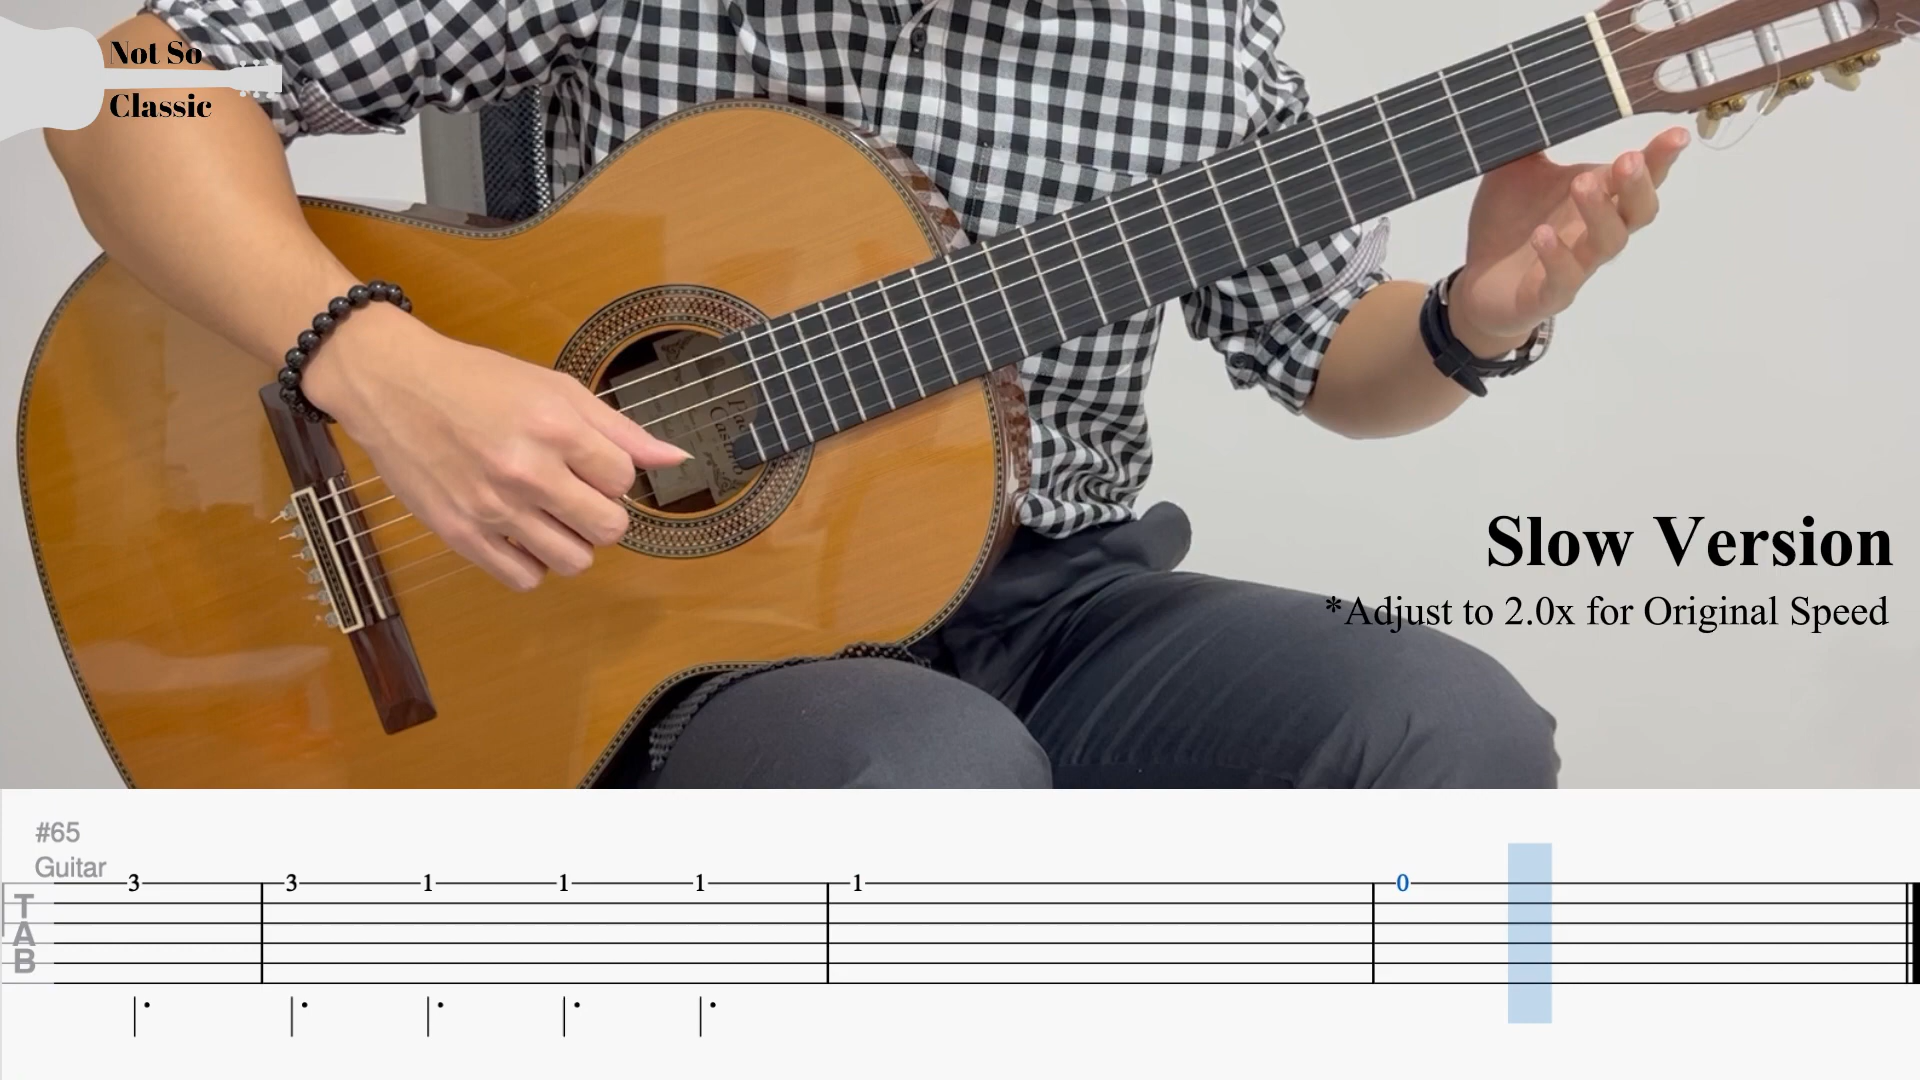 Not So
Classic
Slow Version
*Adjust to 2.0x for Original Speed
#65
Guitar
3 3 1 1 1 1 0
T
A
B